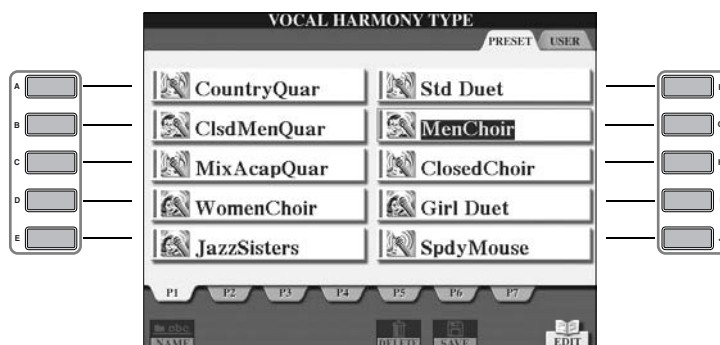 VOCAL HARMONY TYPE
PRESET USER
A CountryQuar Std Duet
B ClsdMenQuar MenChoir
C MixAcapQuar ClosedChoir
D WomenChoir Girl Duet
E JazzSisters SpdyMouse
P1 P2 P3 P4 P5 P6 P7
abc
NAME DELETE SAVE EDIT